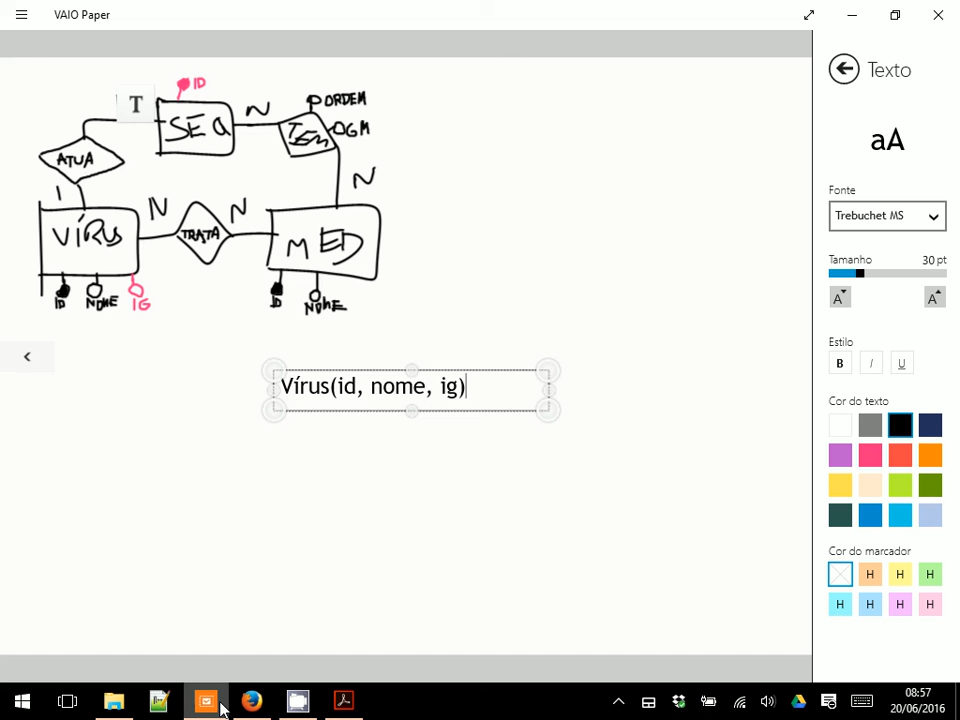 VAIO Paper
Texto
aA
Fonte
Trebuchet MS
Tamanho 30 pt
A A
Estilo
B I U
Cor do texto
Cor do marcador
H H H
H H H H
T
ID
SEQ
N
ORDEM
TEM
QGM
ATUA
1
N
VÍRUS
N
TRATA
N
MED
ID
NOME
IG
ID
NOME
Vírus(id, nome, ig)
08:57
20/06/2016